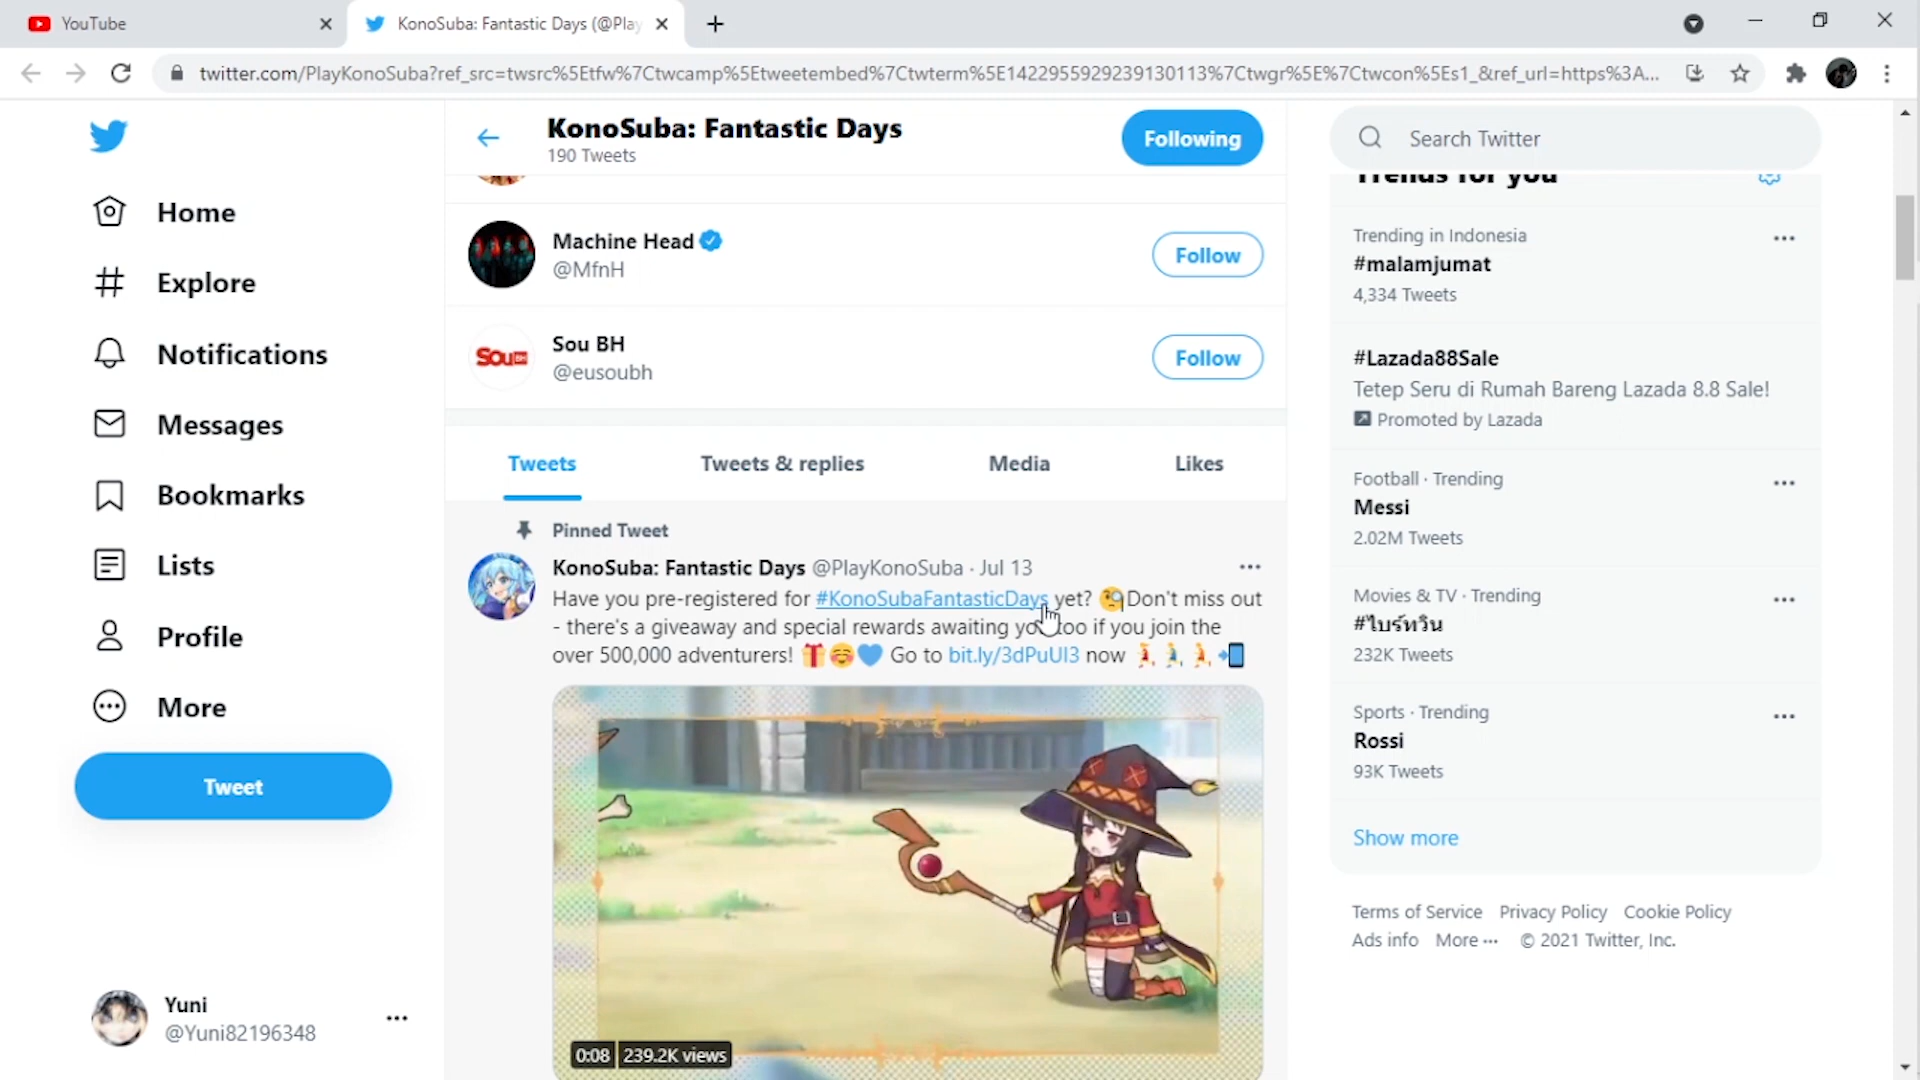 YouTube
KonoSuba: Fantastic Days (@Play
twitter.com/PlayKonoSuba?ref_src=twsrc%5Etfw%7Ctwcamp%5Etweetembed%7Ctwterm%5E1422955929239130113%7Ctwgr%5E%7Ctwcon%5Es1_&ref_url=https%3A...
Home
Explore
Notifications
Messages
Bookmarks
Lists
Profile
More
Tweet
Yuni
@Yuni82196348
KonoSuba: Fantastic Days
190 Tweets
Following
Machine Head
@MfnH
Follow
Sou BH
@eusoubh
Follow
SOU BH
Tweets
Tweets & replies
Media
Likes
Pinned Tweet
KonoSuba: Fantastic Days @PlayKonoSuba · Jul 13
Have you pre-registered for #KonoSubaFantasticDays yet? 🧐Don't miss out
- there's a giveaway and special rewards awaiting you too if you join the
over 500,000 adventurers! 🎁☺️💙 Go to bit.ly/3dPuUI3 now 🏃🏃🏃📲
0:08 239.2K views
Search Twitter
Trends for you
Trending in Indonesia
#malamjumat
4,334 Tweets
#Lazada88Sale
Tetep Seru di Rumah Bareng Lazada 8.8 Sale!
Promoted by Lazada
Football · Trending
Messi
2.02M Tweets
Movies & TV · Trending
#ไบร์ทวิน
232K Tweets
Sports · Trending
Rossi
93K Tweets
Show more
Terms of Service Privacy Policy Cookie Policy
Ads info More ··· © 2021 Twitter, Inc.